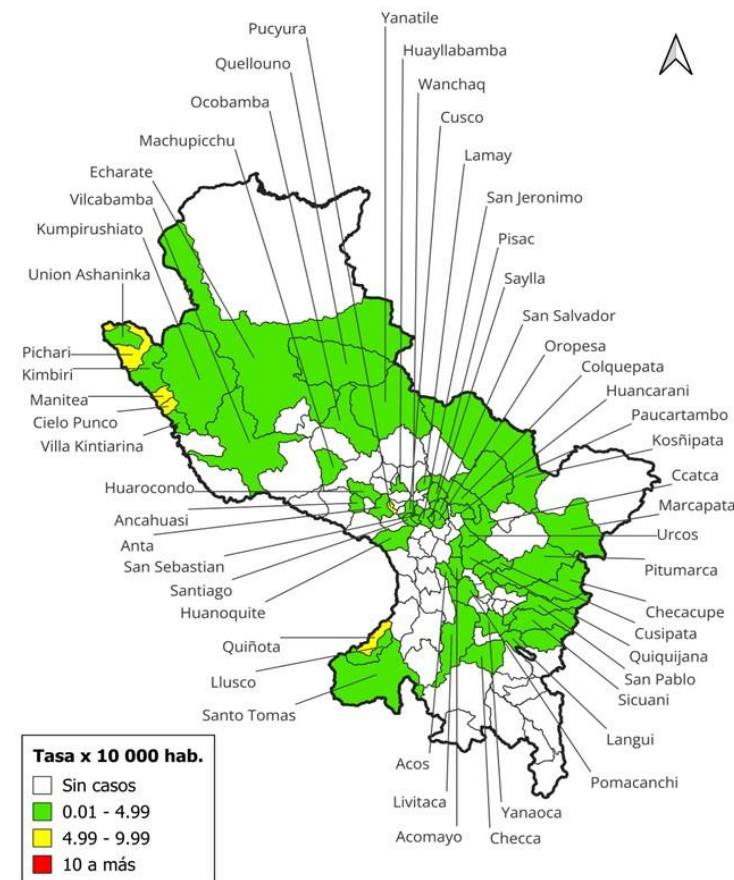 Pucyura
Yanatile
Quellouno
Huayllabamba
Ocobamba
Wanchaq
Machupicchu
Cusco
Echarate
Lamay
Vilcabamba
San Jeronimo
Kumpirushiato
Pisac
Union Ashaninka
Saylla
San Salvador
Oropesa
Pichari
Colquepata
Kimbiri
Huancarani
Manitea
Paucartambo
Cielo Punco
Kosñipata
Villa Kintiarina
Ccatca
Huarocondo
Marcapata
Ancahuasi
Urcos
Anta
Pitumarca
San Sebastian
Santiago
Checacupe
Huanoquite
Cusipata
Quiñota
Quiquijana
Llusco
San Pablo
Santo Tomas
Sicuani
Langui
Acos
Pomacanchi
Livitaca
Yanaoca
Acomayo
Checca
Tasa x 10 000 hab.
Sin casos
0.01 - 4.99
4.99 - 9.99
10 a más